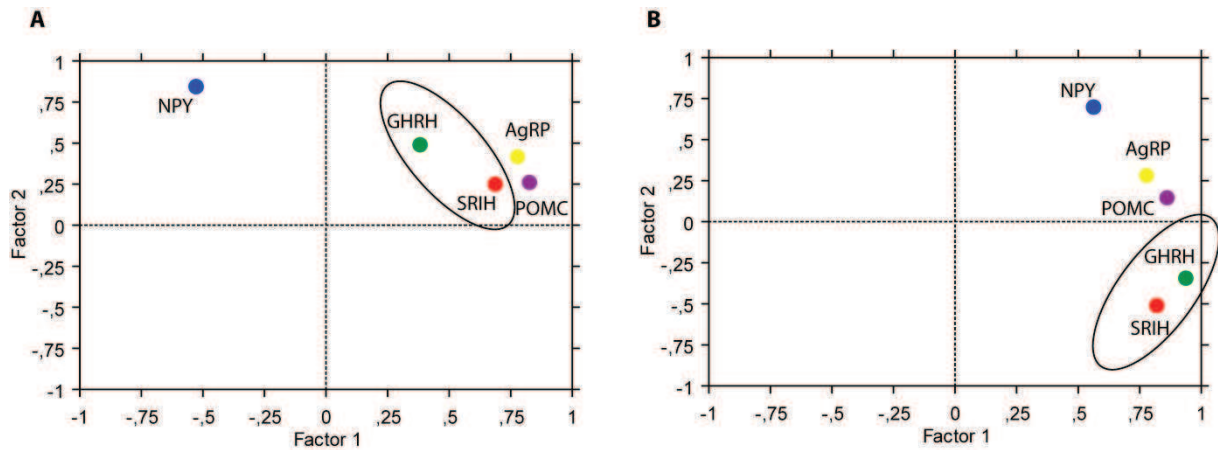 A
1
,75
,5
,25
0
-,25
-,5
-,75
-1
Factor 2
-1 -,75 -,5 -,25 0 ,25 ,5 ,75 1
Factor 1
NPY
GHRH
AgRP
SRIH
POMC
B
1
,75
,5
,25
0
-,25
-,5
-,75
-1
Factor 2
-1 -,75 -,5 -,25 0 ,25 ,5 ,75 1
Factor 1
NPY
AgRP
POMC
GHRH
SRIH